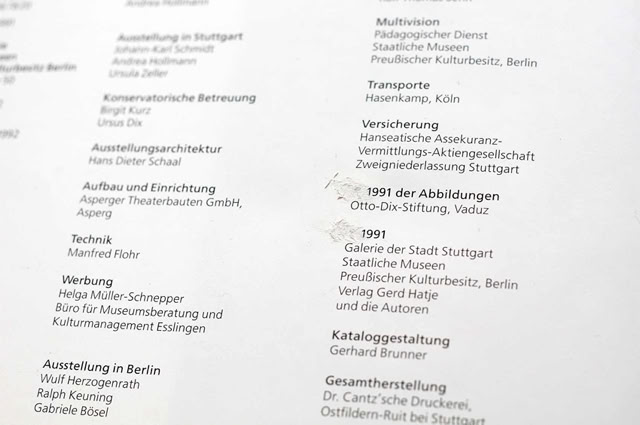 Ausstellung in Stuttgart
Johann-Karl Schmidt
Andrea Hollmann
Ursula Zeller
Konservatorische Betreuung
Birgit Kurz
Ursus Dix
Ausstellungsarchitektur
Hans Dieter Schaal
Aufbau und Einrichtung
Asperger Theaterbauten GmbH,
Asperg
Technik
Manfred Flohr
Werbung
Helga Müller-Schnepper
Büro für Museumsberatung und
Kulturmanagement Esslingen
Ausstellung in Berlin
Wulf Herzogenrath
Ralph Keuning
Gabriele Bösel
Multivision
Pädagogischer Dienst
Staatliche Museen
Preußischer Kulturbesitz, Berlin
Transporte
Hasenkamp, Köln
Versicherung
Hanseatische Assekuranz-
Vermittlungs-Aktiengesellschaft
Zweigniederlassung Stuttgart
1991 der Abbildungen
Otto-Dix-Stiftung, Vaduz
1991
Galerie der Stadt Stuttgart
Staatliche Museen
Preußischer Kulturbesitz, Berlin
Verlag Gerd Hatje
und die Autoren
Kataloggestaltung
Gerhard Brunner
Gesamtherstellung
Dr. Cantz'sche Druckerei,
Ostfildern-Ruit bei Stuttgart